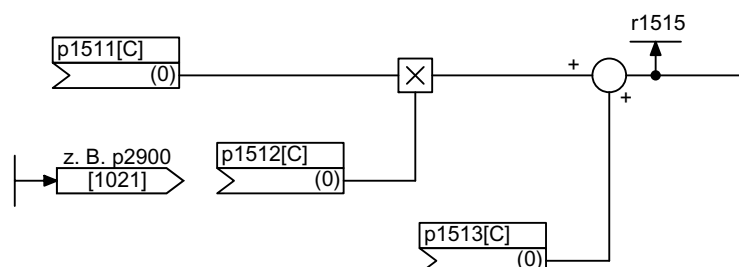 r1515
p1511[C]
(0)
+
+
z. B. p2900
[1021]
p1512[C]
(0)
p1513[C]
(0)